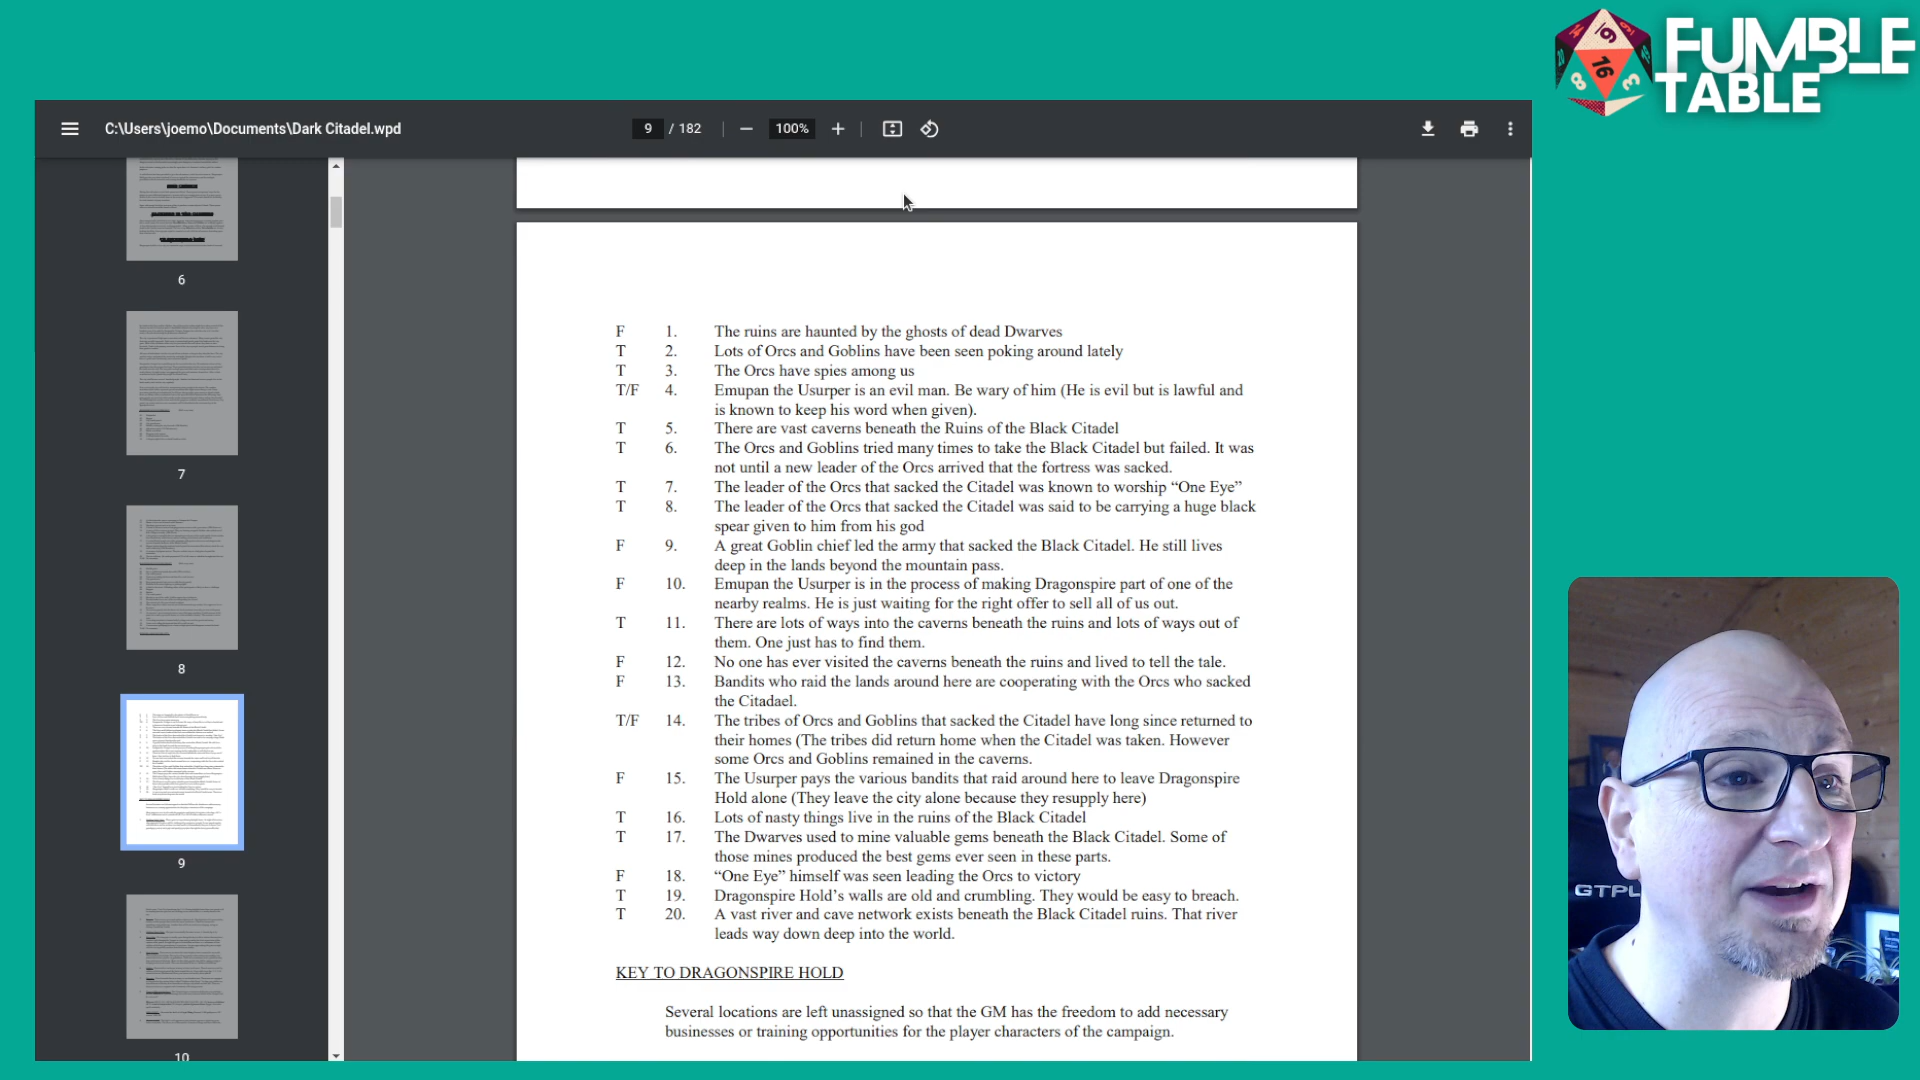 FUMBLE
TABLE
C:\Users\joemo\Documents\Dark Citadel.wpd
9 / 182
100%
6
7
8
9
10
F 1. The ruins are haunted by the ghosts of dead Dwarves
T 2. Lots of Orcs and Goblins have been seen poking around lately
T 3. The Orcs have spies among us
T/F 4. Emupan the Usurper is an evil man. Be wary of him (He is evil but is lawful and
is known to keep his word when given).
T 5. There are vast caverns beneath the Ruins of the Black Citadel
T 6. The Orcs and Goblins tried many times to take the Black Citadel but failed. It was
not until a new leader of the Orcs arrived that the fortress was sacked.
T 7. The leader of the Orcs that sacked the Citadel was known to worship “One Eye”
T 8. The leader of the Orcs that sacked the Citadel was said to be carrying a huge black
spear given to him from his god
F 9. A great Goblin chief led the army that sacked the Black Citadel. He still lives
deep in the lands beyond the mountain pass.
F 10. Emupan the Usurper is in the process of making Dragonspire part of one of the
nearby realms. He is just waiting for the right offer to sell all of us out.
T 11. There are lots of ways into the caverns beneath the ruins and lots of ways out of
them. One just has to find them.
F 12. No one has ever visited the caverns beneath the ruins and lived to tell the tale.
F 13. Bandits who raid the lands around here are cooperating with the Orcs who sacked
the Citadael.
T/F 14. The tribes of Orcs and Goblins that sacked the Citadel have long since returned to
their homes (The tribes did return home when the Citadel was taken. However
some Orcs and Goblins remained in the caverns.
F 15. The Usurper pays the various bandits that raid around here to leave Dragonspire
Hold alone (They leave the city alone because they resupply here)
T 16. Lots of nasty things live in the ruins of the Black Citadel
T 17. The Dwarves used to mine valuable gems beneath the Black Citadel. Some of
those mines produced the best gems ever seen in these parts.
F 18. “One Eye” himself was seen leading the Orcs to victory
T 19. Dragonspire Hold’s walls are old and crumbling. They would be easy to breach.
T 20. A vast river and cave network exists beneath the Black Citadel ruins. That river
leads way down deep into the world.
KEY TO DRAGONSPIRE HOLD
Several locations are left unassigned so that the GM has the freedom to add necessary
businesses or training opportunities for the player characters of the campaign.
GTPL